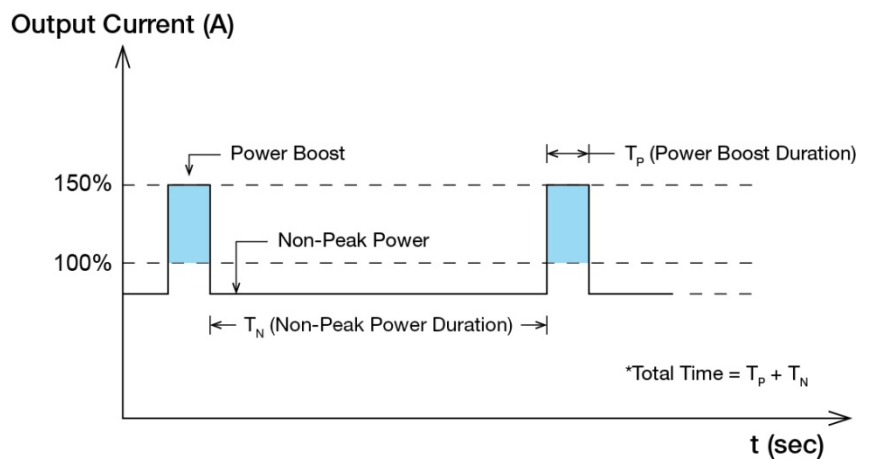 Output Current (A)
Power Boost
T_P (Power Boost Duration)
150%
Non-Peak Power
100%
T_N (Non-Peak Power Duration)
*Total Time = T_P + T_N
t (sec)